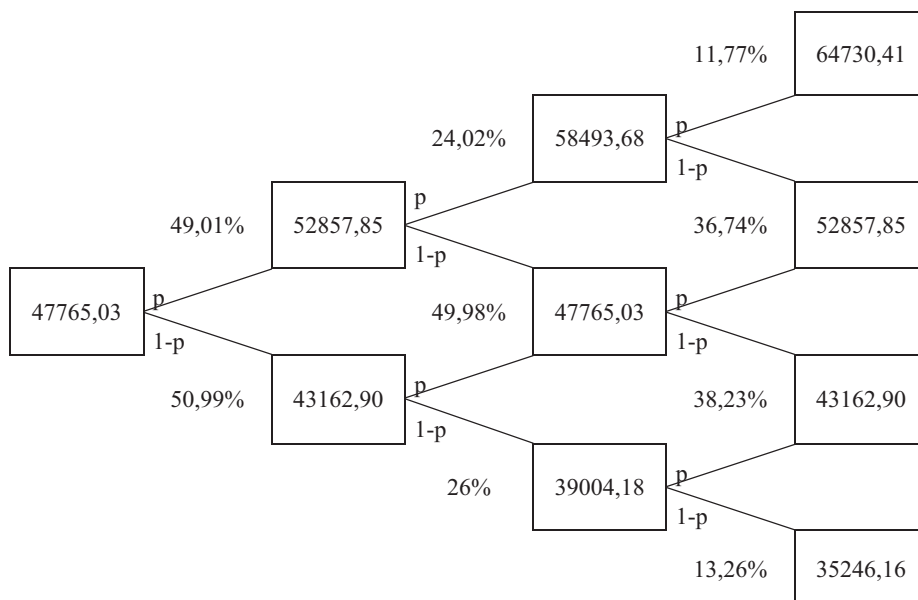 11,77% 64730,41
p
24,02% 58493,68
1-p
p
49,01% 52857,85 36,74% 52857,85
1-p
p p
47765,03 49,98% 47765,03
1-p 1-p
p
50,99% 43162,90 38,23% 43162,90
1-p
p
26% 39004,18
1-p
13,26% 35246,16